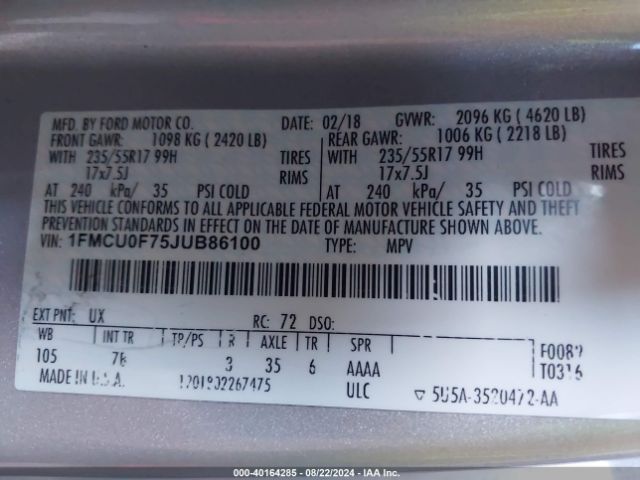 MFD. BY FORD MOTOR CO. DATE: 02/18 GVWR: 2096 KG ( 4620 LB)
FRONT GAWR: 1098 KG ( 2420 LB) REAR GAWR: 1006 KG ( 2218 LB)
WITH 235/55R17 99H TIRES WITH 235/55R17 99H TIRES
17x7.5J RIMS 17x7.5J RIMS
AT 240 kPa/ 35 PSI COLD AT 240 kPa/ 35 PSI COLD
THIS VEHICLE CONFORMS TO ALL APPLICABLE FEDERAL MOTOR VEHICLE SAFETY AND THEFT
PREVENTION STANDARDS IN EFFECT ON THE DATE OF MANUFACTURE SHOWN ABOVE.
VIN: 1FMCU0F75JUB86100 TYPE: MPV
EXT PNT: UX RC: 72 DSO:
WB INT TR TP/PS R AXLE TR SPR
105 3 35 6 AAAA F0089
T0316
MADE IN U.S.A. ULC
000-40164285 - 08/22/2024 - IAA Inc.